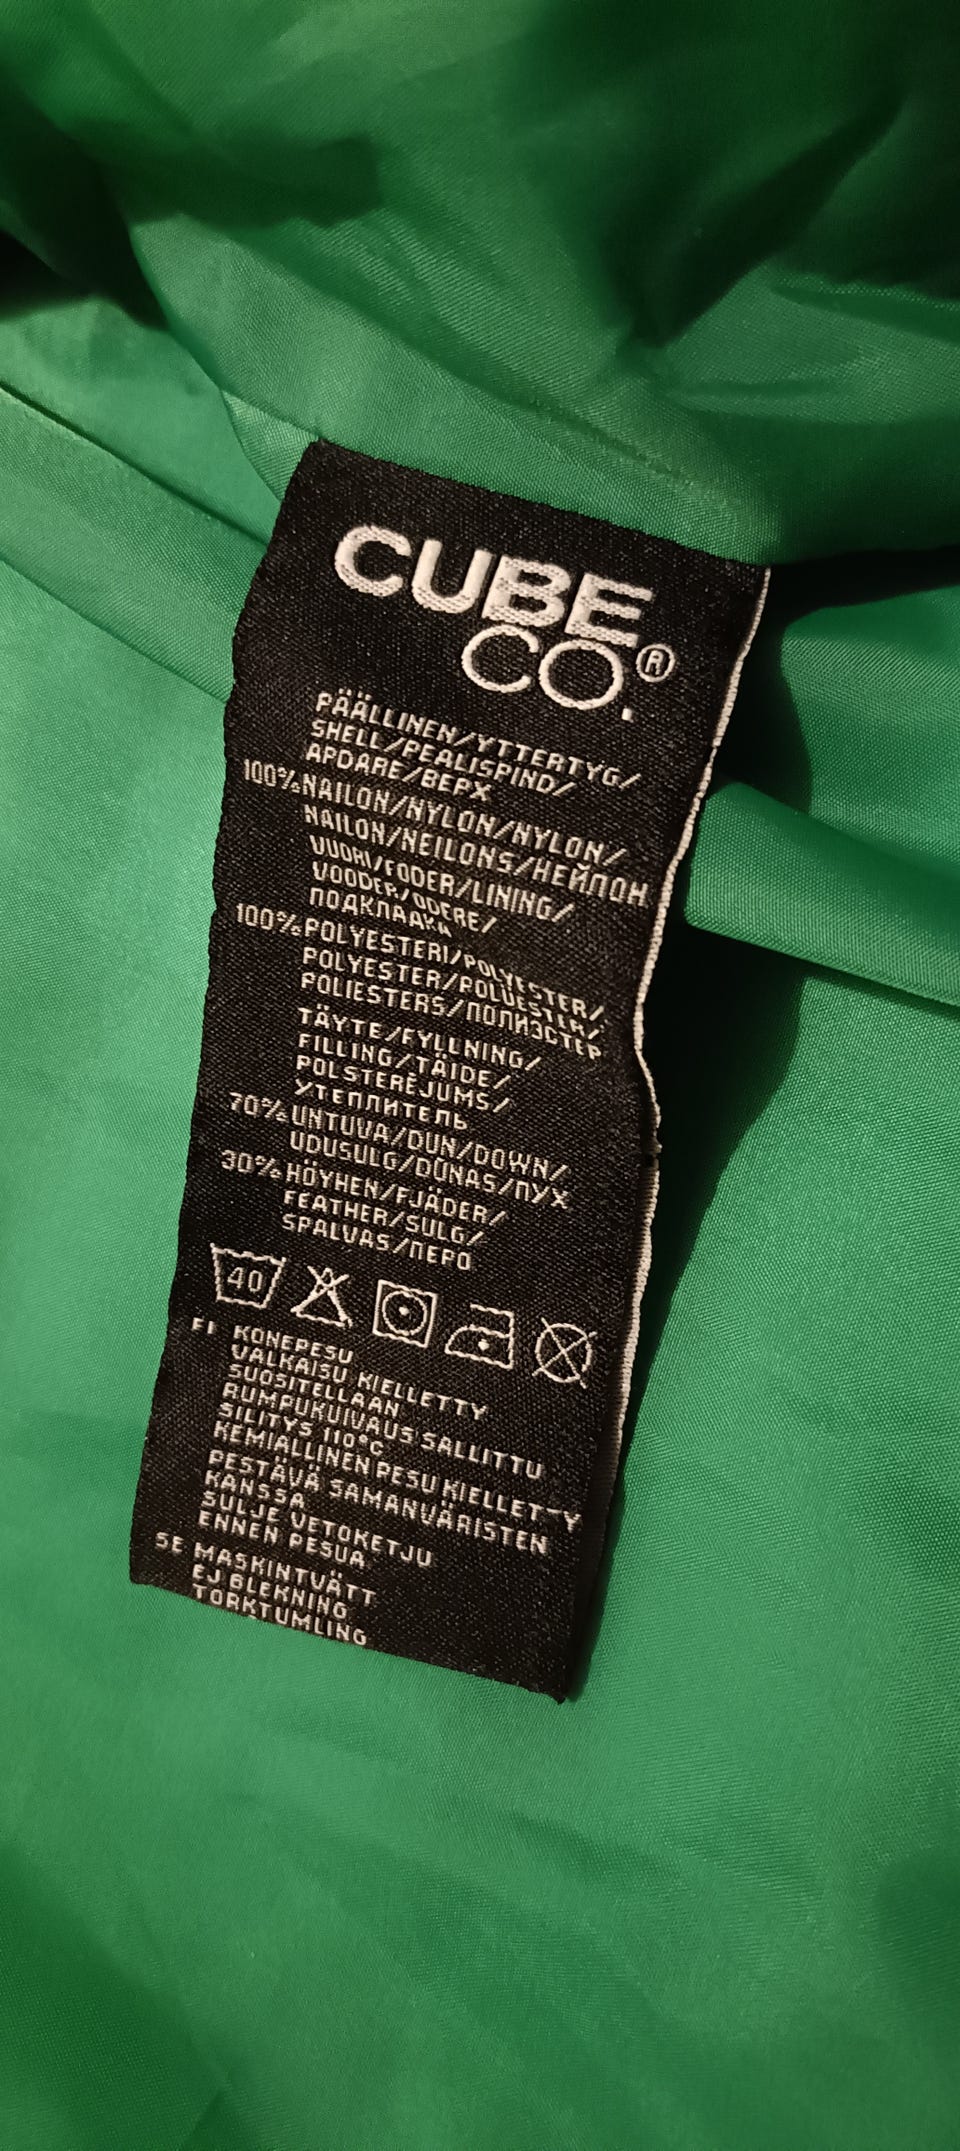 CUBE
CO.®
PÄÄLLINEN/YTTERTYG/
SHELL/PEALISPIND/
APDARE/ВЕРХ
100% NAILON/NYLON/NYLON/
NAILON/NEILONS/НЕЙЛОН
VUORI/FODER/LINING/
VOODER/ODERE/
ПОДКЛАДКА
100% POLYESTERI/POLYESTER/
POLYESTER/POLÜESTER/
POLIESTERS/ПОЛИЭСТЕР
TÄYTE/FYLLNING/
FILLING/TÄIDE/
POLSTERĒJUMS/
УТЕПЛИТЕЛЬ
70% UNTUVA/DUN/DOWN/
UDUSULG/DŪNAS/ПУХ
30% HÖYHEN/FJÄDER/
FEATHER/SULG/
SPALVAS/ПЕРО
40
FI KONEPESU
VALKAISU KIELLETTY
SUOSITELLAAN
RUMPUKUIVAUS SALLITTU
SILITYS 110°C
KEMIALLINEN PESU KIELLETTY
PESTÄVÄ SAMANVÄRISTEN
KANSSA
SULJE VETOKETJU
ENNEN PESUA
SE MASKINTVÄTT
EJ BLEKNING
TORKTUMLING